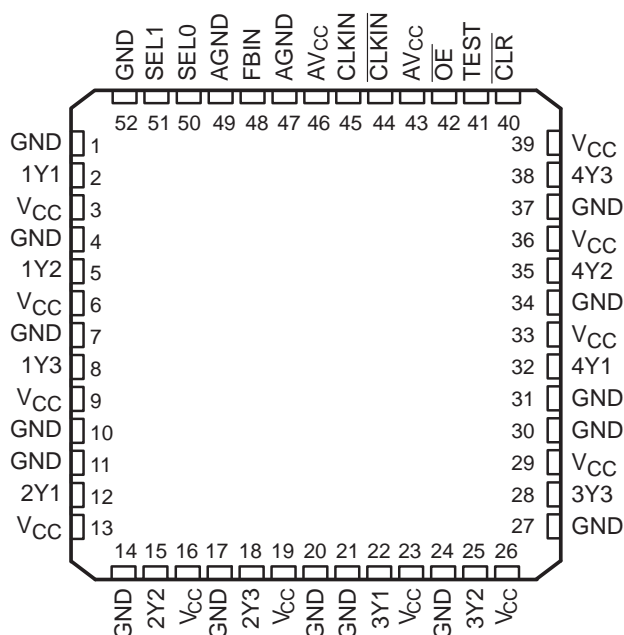 GND SEL1 SEL0 AGND FBIN AGND AVCC CLKIN CLKIN AVCC OE TEST CLR
52 51 50 49 48 47 46 45 44 43 42 41 40
GND 1 39 VCC
1Y1 2 38 4Y3
VCC 3 37 GND
GND 4 36 VCC
1Y2 5 35 4Y2
VCC 6 34 GND
GND 7 33 VCC
1Y3 8 32 4Y1
VCC 9 31 GND
GND 10 30 GND
GND 11 29 VCC
2Y1 12 28 3Y3
VCC 13 27 GND
14 15 16 17 18 19 20 21 22 23 24 25 26
GND 2Y2 VCC GND 2Y3 VCC GND GND 3Y1 VCC GND 3Y2 VCC